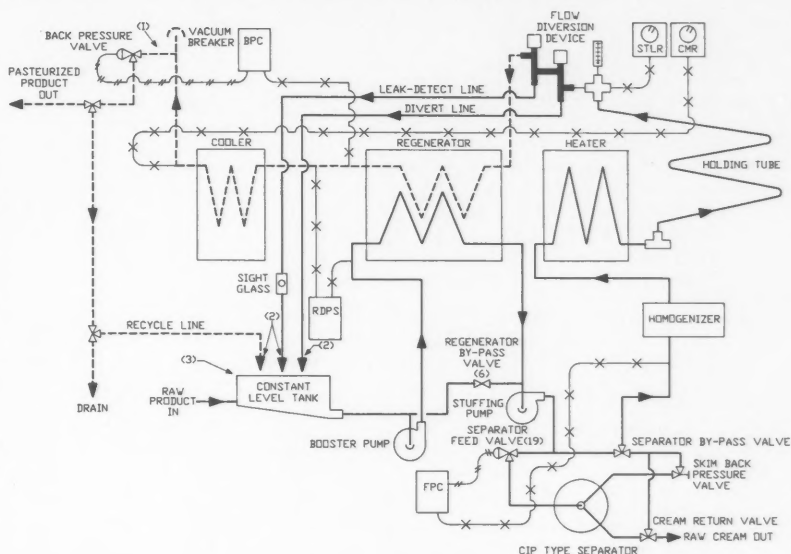 (1)
VACUUM
BREAKER
BPC
FLOW
DIVERSION
DEVICE
STLR
CMR
BACK PRESSURE
VALVE
PASTEURIZED
PRODUCT
OUT
LEAK-DETECT LINE
DIVERT LINE
COOLER
REGENERATOR
HEATER
HOLDING TUBE
SIGHT
GLASS
RDPS
HOMOGENIZER
RECYCLE LINE
(2)
(2)
(3)
REGENERATOR
BY-PASS
VALVE
(6)
CONSTANT
LEVEL TANK
RAW
PRODUCT
IN
DRAIN
BOOSTER PUMP
STUFFING
PUMP
SEPARATOR
FEED VALVE(19)
SEPARATOR BY-PASS VALVE
FPC
SKIM BACK
PRESSURE
VALVE
CREAM RETURN VALVE
RAW CREAM OUT
CIP TYPE SEPARATOR